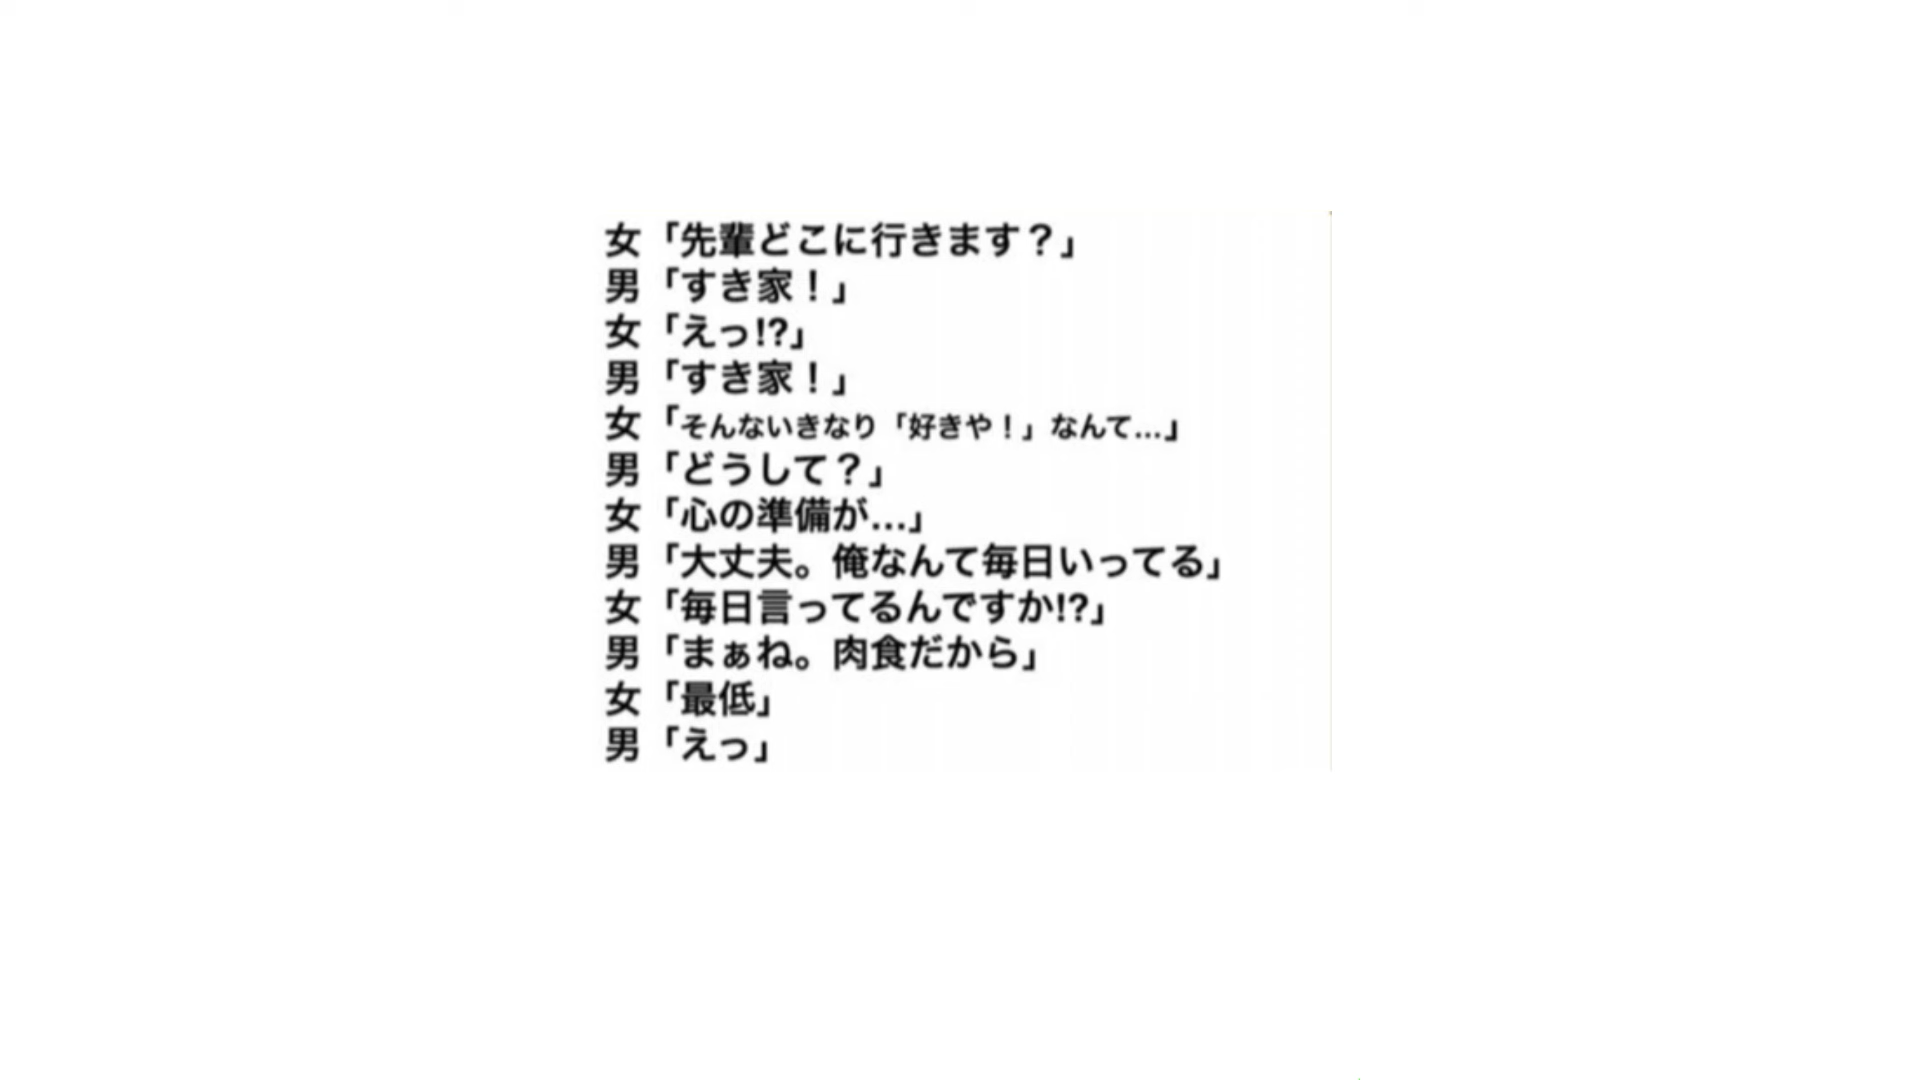 女「先輩どこに行きます？」
男「すき家！」
女「えっ!?」
男「すき家！」
女「そんないきなり「好きや！」なんて…」
男「どうして？」
女「心の準備が…」
男「大丈夫。俺なんて毎日いってる」
女「毎日言ってるんですか!?」
男「まぁね。肉食だから」
女「最低」
男「えっ」